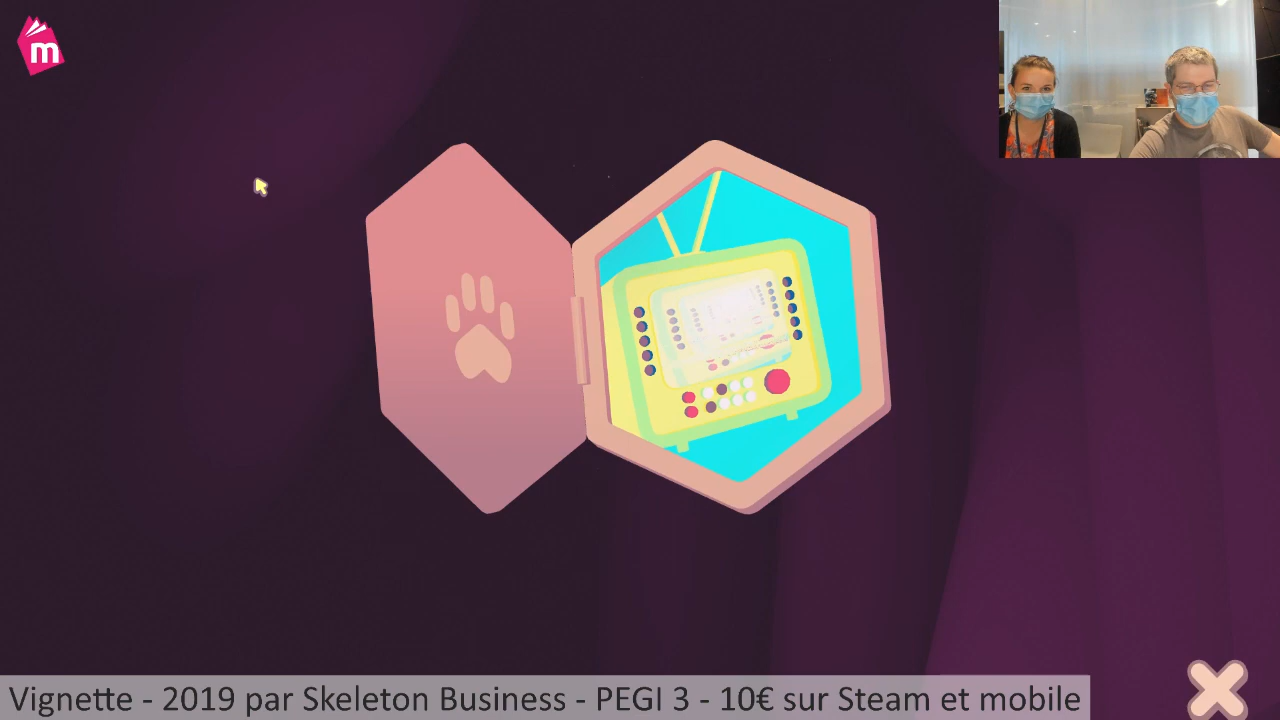 m
Vignette - 2019 par Skeleton Business - PEGI 3 - 10€ sur Steam et mobile